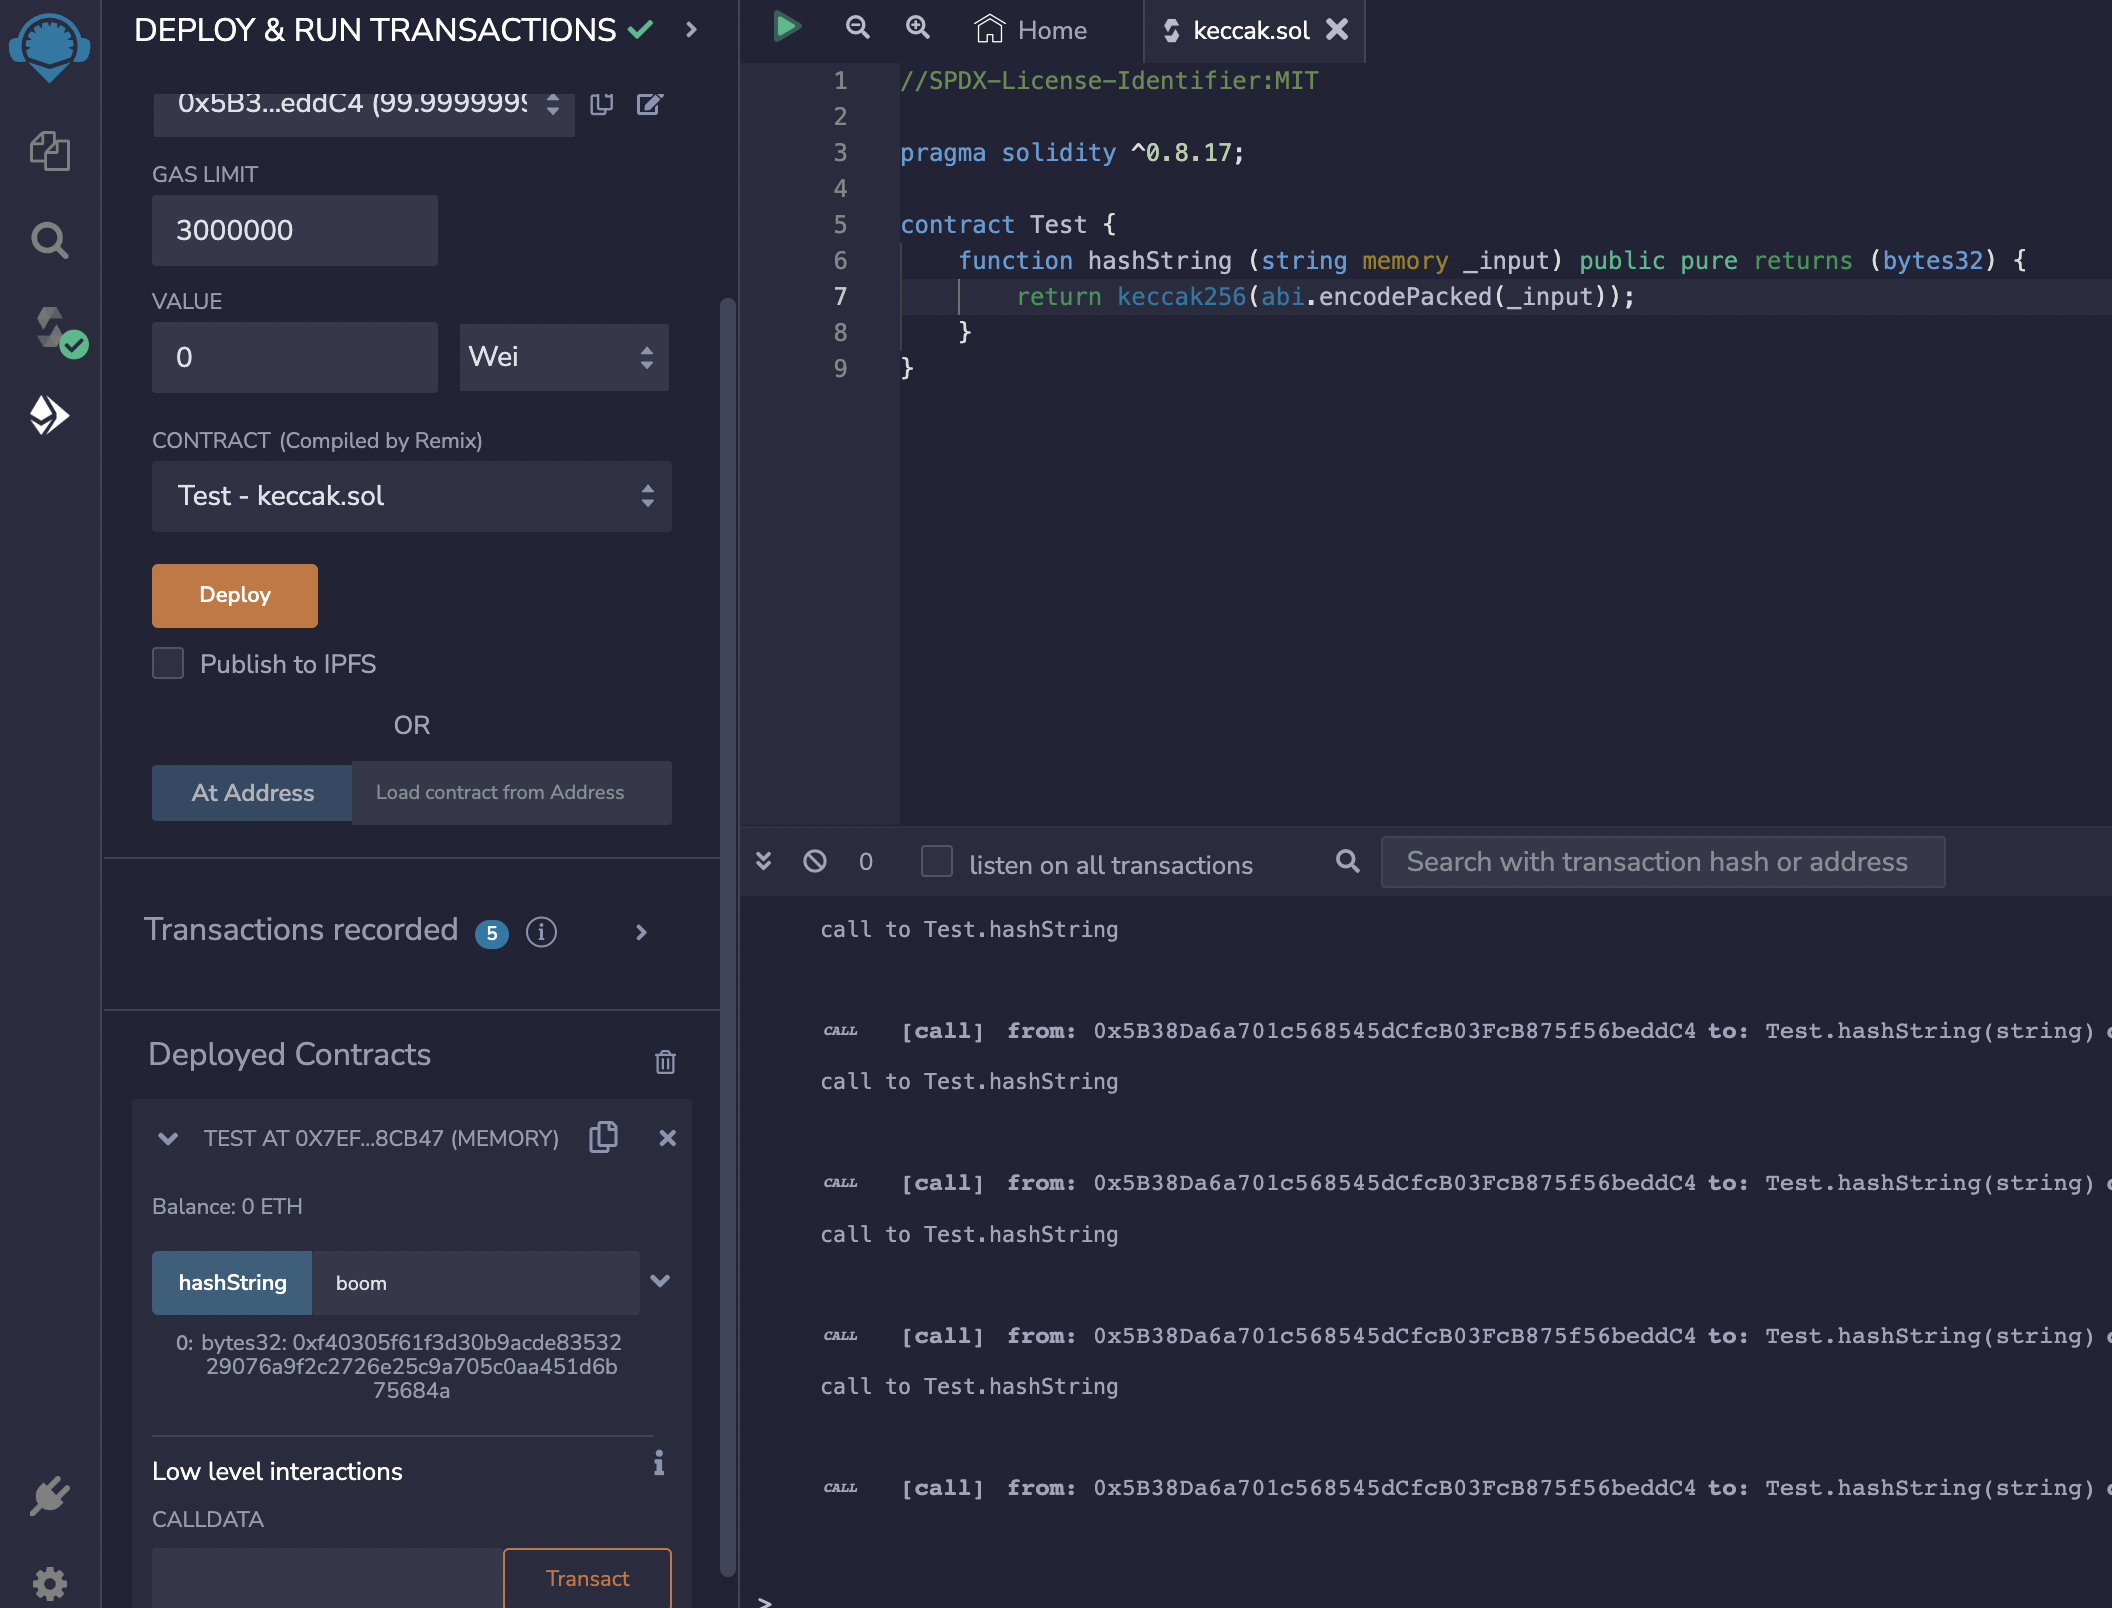 DEPLOY & RUN TRANSACTIONS
0x5B3...eddC4 (99.9999999
GAS LIMIT
3000000
VALUE
0
Wei
CONTRACT (Compiled by Remix)
Test - keccak.sol
Deploy
Publish to IPFS
OR
At Address
Load contract from Address
Transactions recorded 5 i
Deployed Contracts
TEST AT 0X7EF...8CB47 (MEMORY)
Balance: 0 ETH
hashString
boom
0: bytes32: 0xf40305f61f3d30b9acde83532
29076a9f2c2726e25c9a705c0aa451d6b
75684a
Low level interactions
i
CALLDATA
Transact
Home
keccak.sol
1 //SPDX-License-Identifier:MIT
2
3 pragma solidity ^0.8.17;
4
5 contract Test {
6 function hashString (string memory _input) public pure returns (bytes32) {
7 return keccak256(abi.encodePacked(_input));
8 }
9 }
0
listen on all transactions
Search with transaction hash or address
call to Test.hashString
CALL [call] from: 0x5B38Da6a701c568545dCfcB03FcB875f56beddC4 to: Test.hashString(string)
call to Test.hashString
CALL [call] from: 0x5B38Da6a701c568545dCfcB03FcB875f56beddC4 to: Test.hashString(string)
call to Test.hashString
CALL [call] from: 0x5B38Da6a701c568545dCfcB03FcB875f56beddC4 to: Test.hashString(string)
call to Test.hashString
CALL [call] from: 0x5B38Da6a701c568545dCfcB03FcB875f56beddC4 to: Test.hashString(string)
>